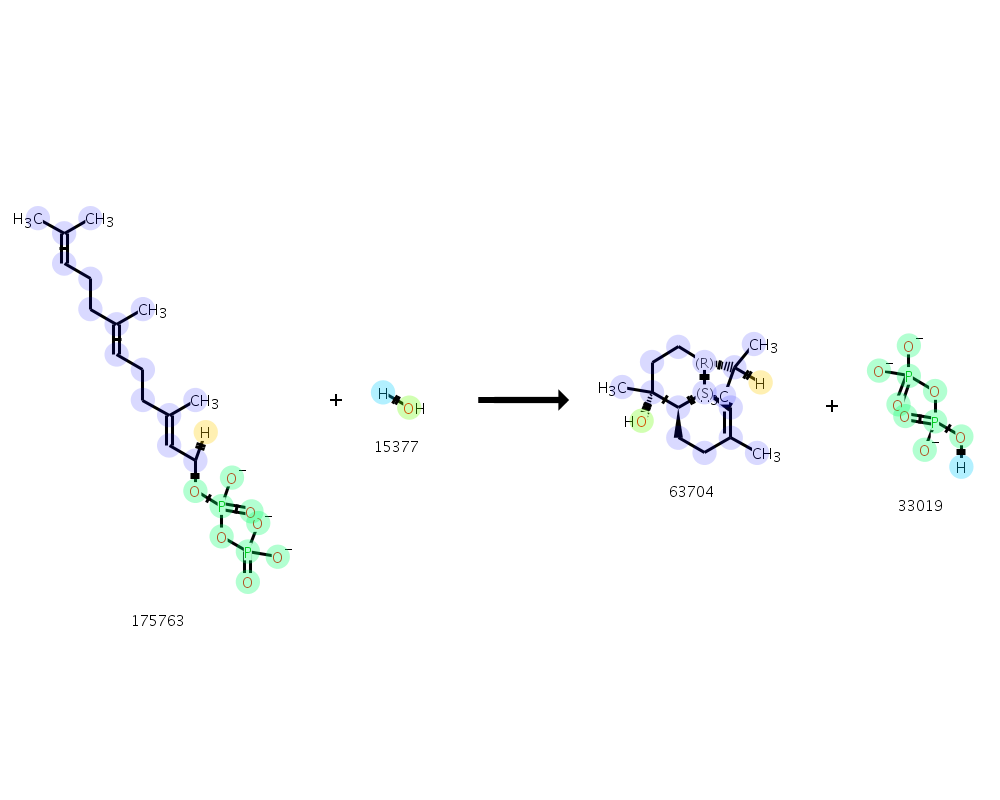 H₃C CH₃
CH₃
CH₃
H
O O⁻
P O
O⁻
O P O⁻
O
175763
+
H OH
15377
CH₃
(R) H
H₃C (S) H₃C
HO
CH₃
63704
+
O⁻
O⁻ P
O
O O P
O
O⁻
H
33019